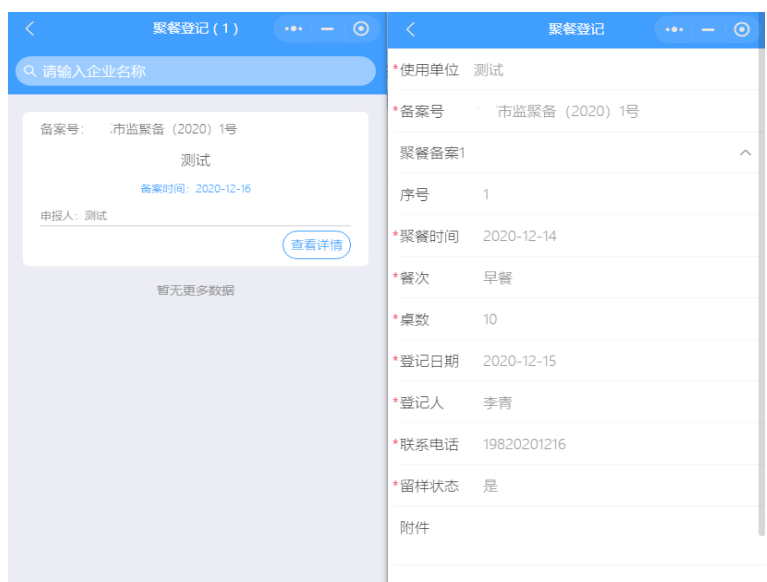 聚餐登记(1)
请输入企业名称
备案号: 市监聚备(2020)1号
测试
备案时间: 2020-12-16
申报人: 测试
查看详情
暂无更多数据
聚餐登记
*使用单位 测试
*备案号 市监聚备(2020)1号
聚餐备案1
序号 1
*聚餐时间 2020-12-14
*餐次 早餐
*桌数 10
*登记日期 2020-12-15
*登记人 李青
*联系电话 19820201216
*留样状态 是
附件